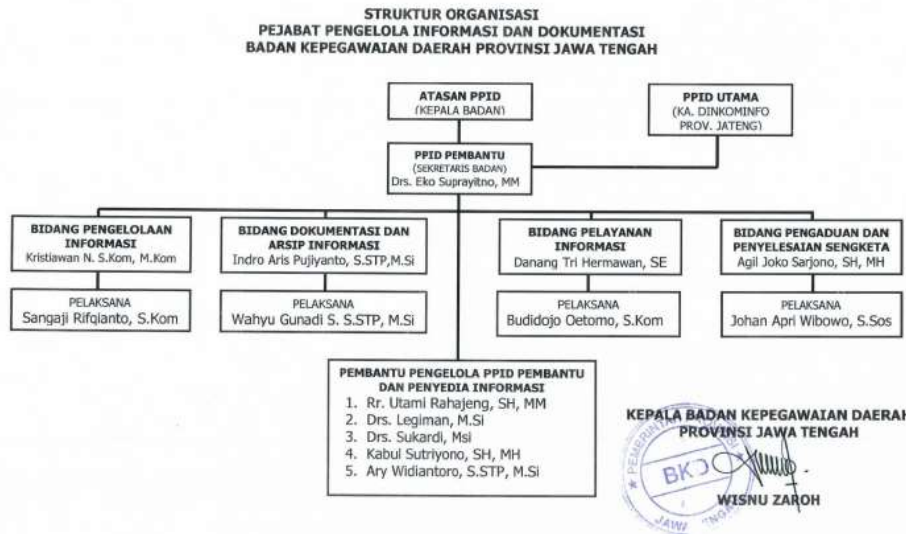 STRUKTUR ORGANISASI
PEJABAT PENGELOLA INFORMASI DAN DOKUMENTASI
BADAN KEPEGAWAIAN DAERAH PROVINSI JAWA TENGAH
ATASAN PPID
(KEPALA BADAN)
PPID UTAMA
(KA. DINKOMINFO
PROV. JATENG)
PPID PEMBANTU
(SEKRETARIS BADAN)
Drs. Eko Suprayitno, MM
BIDANG PENGELOLAAN
INFORMASI
Kristiawan N. S.Kom, M.Kom
BIDANG DOKUMENTASI DAN
ARSIP INFORMASI
Indro Aris Pujiyanto, S.STP,M.Si
BIDANG PELAYANAN
INFORMASI
Danang Tri Hermawan, SE
BIDANG PENGADUAN DAN
PENYELESAIAN SENGKETA
Agil Joko Sarjono, SH, MH
PELAKSANA
Sangaji Rifqianto, S.Kom
PELAKSANA
Wahyu Gunadi S. S.STP, M.Si
PELAKSANA
Budidojo Oetomo, S.Kom
PELAKSANA
Johan Apri Wibowo, S.Sos
PEMBANTU PENGELOLA PPID PEMBANTU
DAN PENYEDIA INFORMASI
1. Rr. Utami Rahajeng, SH, MM
2. Drs. Legiman, M.Si
3. Drs. Sukardi, Msi
4. Kabul Sutriyono, SH, MH
5. Ary Widiantoro, S.STP, M.Si
KEPALA BADAN KEPEGAWAIAN DAERAH
PROVINSI JAWA TENGAH
BKD
WISNU ZAROH